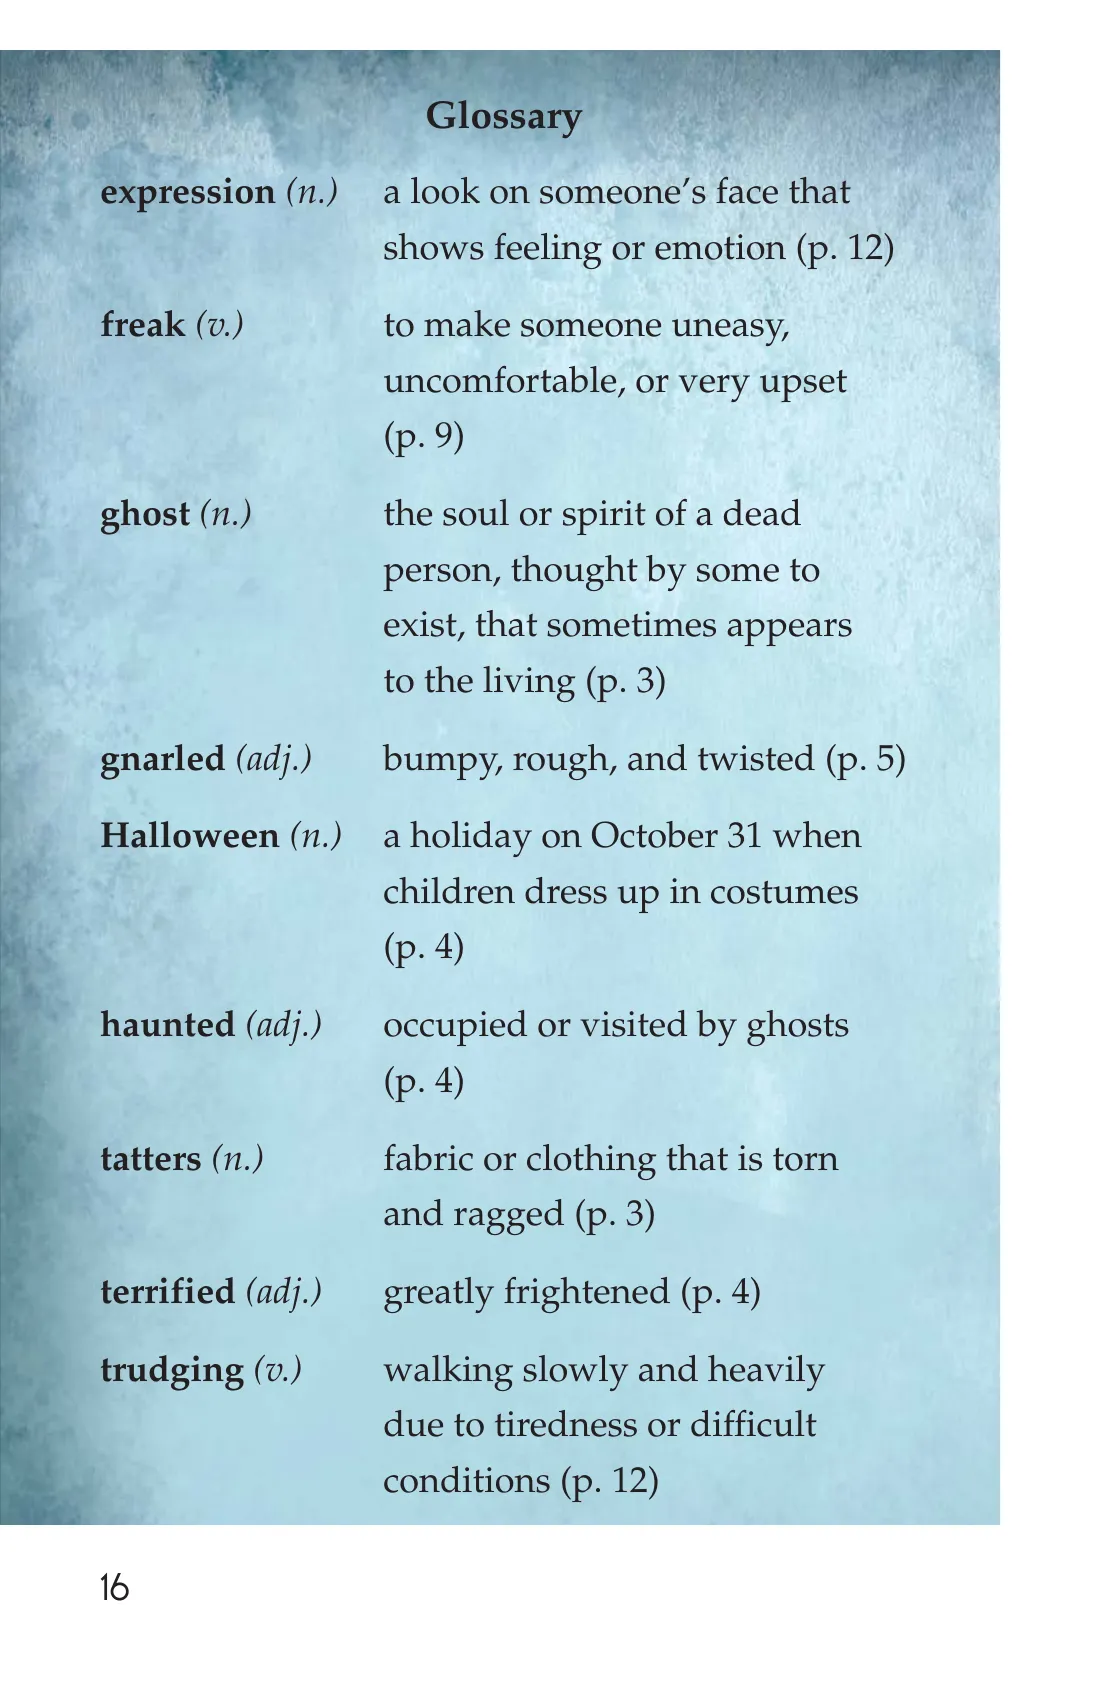 Glossary
expression (n.) a look on someone’s face that
shows feeling or emotion (p. 12)
freak (v.) to make someone uneasy,
uncomfortable, or very upset
(p. 9)
ghost (n.) the soul or spirit of a dead
person, thought by some to
exist, that sometimes appears
to the living (p. 3)
gnarled (adj.) bumpy, rough, and twisted (p. 5)
Halloween (n.) a holiday on October 31 when
children dress up in costumes
(p. 4)
haunted (adj.) occupied or visited by ghosts
(p. 4)
tatters (n.) fabric or clothing that is torn
and ragged (p. 3)
terrified (adj.) greatly frightened (p. 4)
trudging (v.) walking slowly and heavily
due to tiredness or difficult
conditions (p. 12)
16